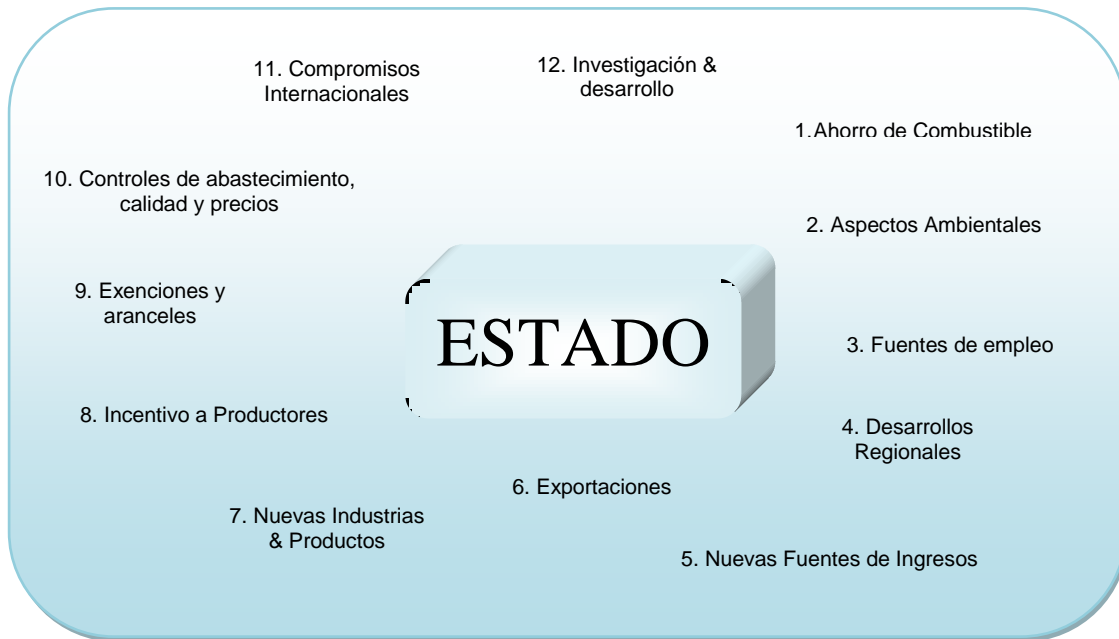 11. Compromisos
Internacionales
12. Investigación &
desarrollo
1.Ahorro de Combustible
10. Controles de abastecimiento,
calidad y precios
2. Aspectos Ambientales
9. Exenciones y
aranceles
ESTADO
3. Fuentes de empleo
8. Incentivo a Productores
4. Desarrollos
Regionales
6. Exportaciones
7. Nuevas Industrias
& Productos
5. Nuevas Fuentes de Ingresos